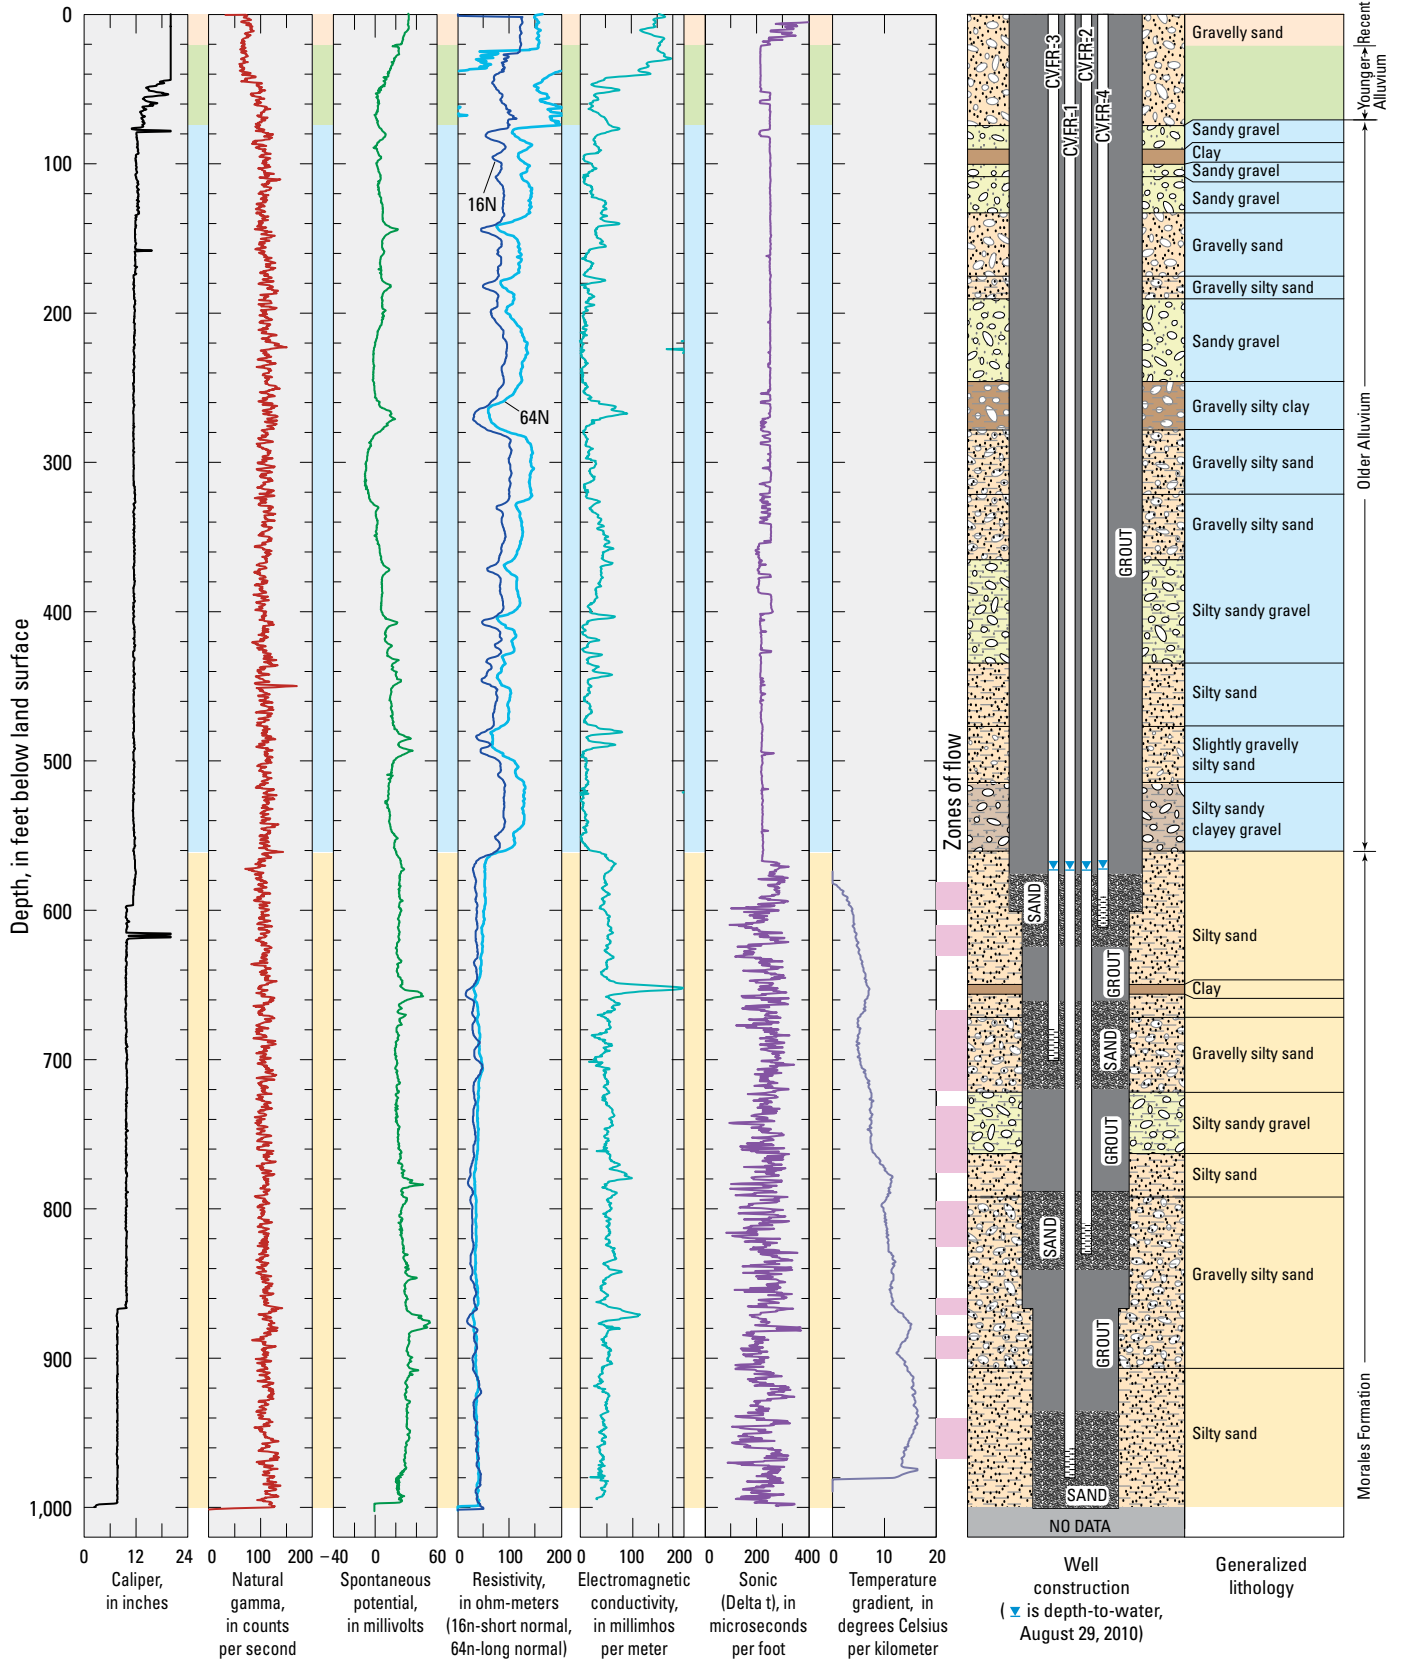 Depth, in feet below land surface
0
100
200
300
400
500
600
700
800
900
1,000
16N
64N
Zones of flow
CVFR-3
CVFR-1
CVFR-2
CVFR-4
GROUT
SAND
GROUT
SAND
GROUT
SAND
GROUT
SAND
NO DATA
Gravelly sand
Sandy gravel
Clay
Sandy gravel
Sandy gravel
Gravelly sand
Gravelly silty sand
Sandy gravel
Gravelly silty clay
Gravelly silty sand
Gravelly silty sand
Silty sandy gravel
Silty sand
Slightly gravelly
silty sand
Silty sandy
clayey gravel
Silty sand
Clay
Gravelly silty sand
Silty sandy gravel
Silty sand
Gravelly silty sand
Silty sand
Recent
Younger
Alluvium
Older Alluvium
Morales Formation
0 12 24
Caliper,
in inches
0 100 200
Natural
gamma,
in counts
per second
−40 0 60
Spontaneous
potential,
in millivolts
0 100 200
Resistivity,
in ohm-meters
(16n-short normal,
64n-long normal)
0 100 200
Electromagnetic
conductivity,
in millimhos
per meter
0 200 400
Sonic
(Delta t), in
microseconds
per foot
0 10 20
Temperature
gradient, in
degrees Celsius
per kilometer
Well
construction
( is depth-to-water,
August 29, 2010)
Generalized
lithology